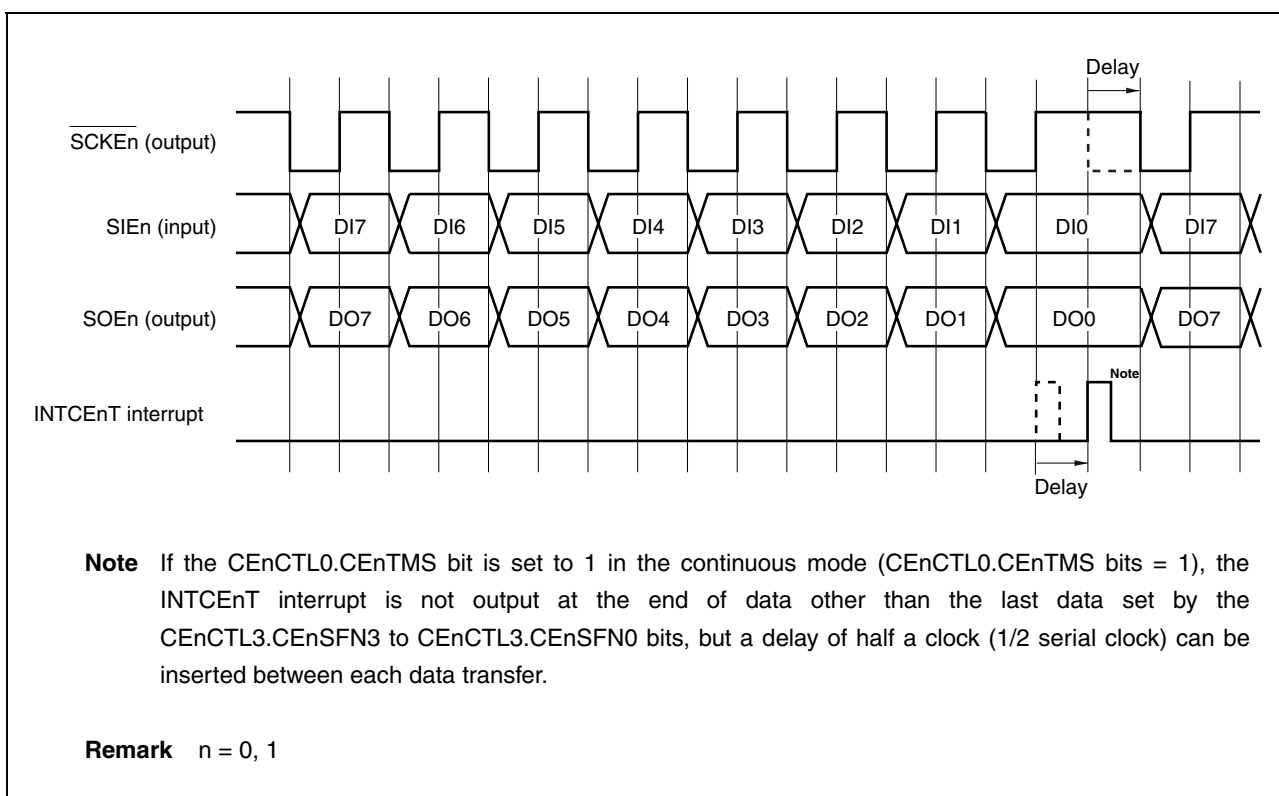 Delay
SCKEn (output)
SIEn (input) DI7 DI6 DI5 DI4 DI3 DI2 DI1 DI0 DI7
SOEn (output) DO7 DO6 DO5 DO4 DO3 DO2 DO1 DO0 DO7
Note
INTCEnT interrupt
Delay
Note If the CEnCTL0.CEnTMS bit is set to 1 in the continuous mode (CEnCTL0.CEnTMS bits = 1), the
INTCEnT interrupt is not output at the end of data other than the last data set by the
CEnCTL3.CEnSFN3 to CEnCTL3.CEnSFN0 bits, but a delay of half a clock (1/2 serial clock) can be
inserted between each data transfer.
Remark n = 0, 1